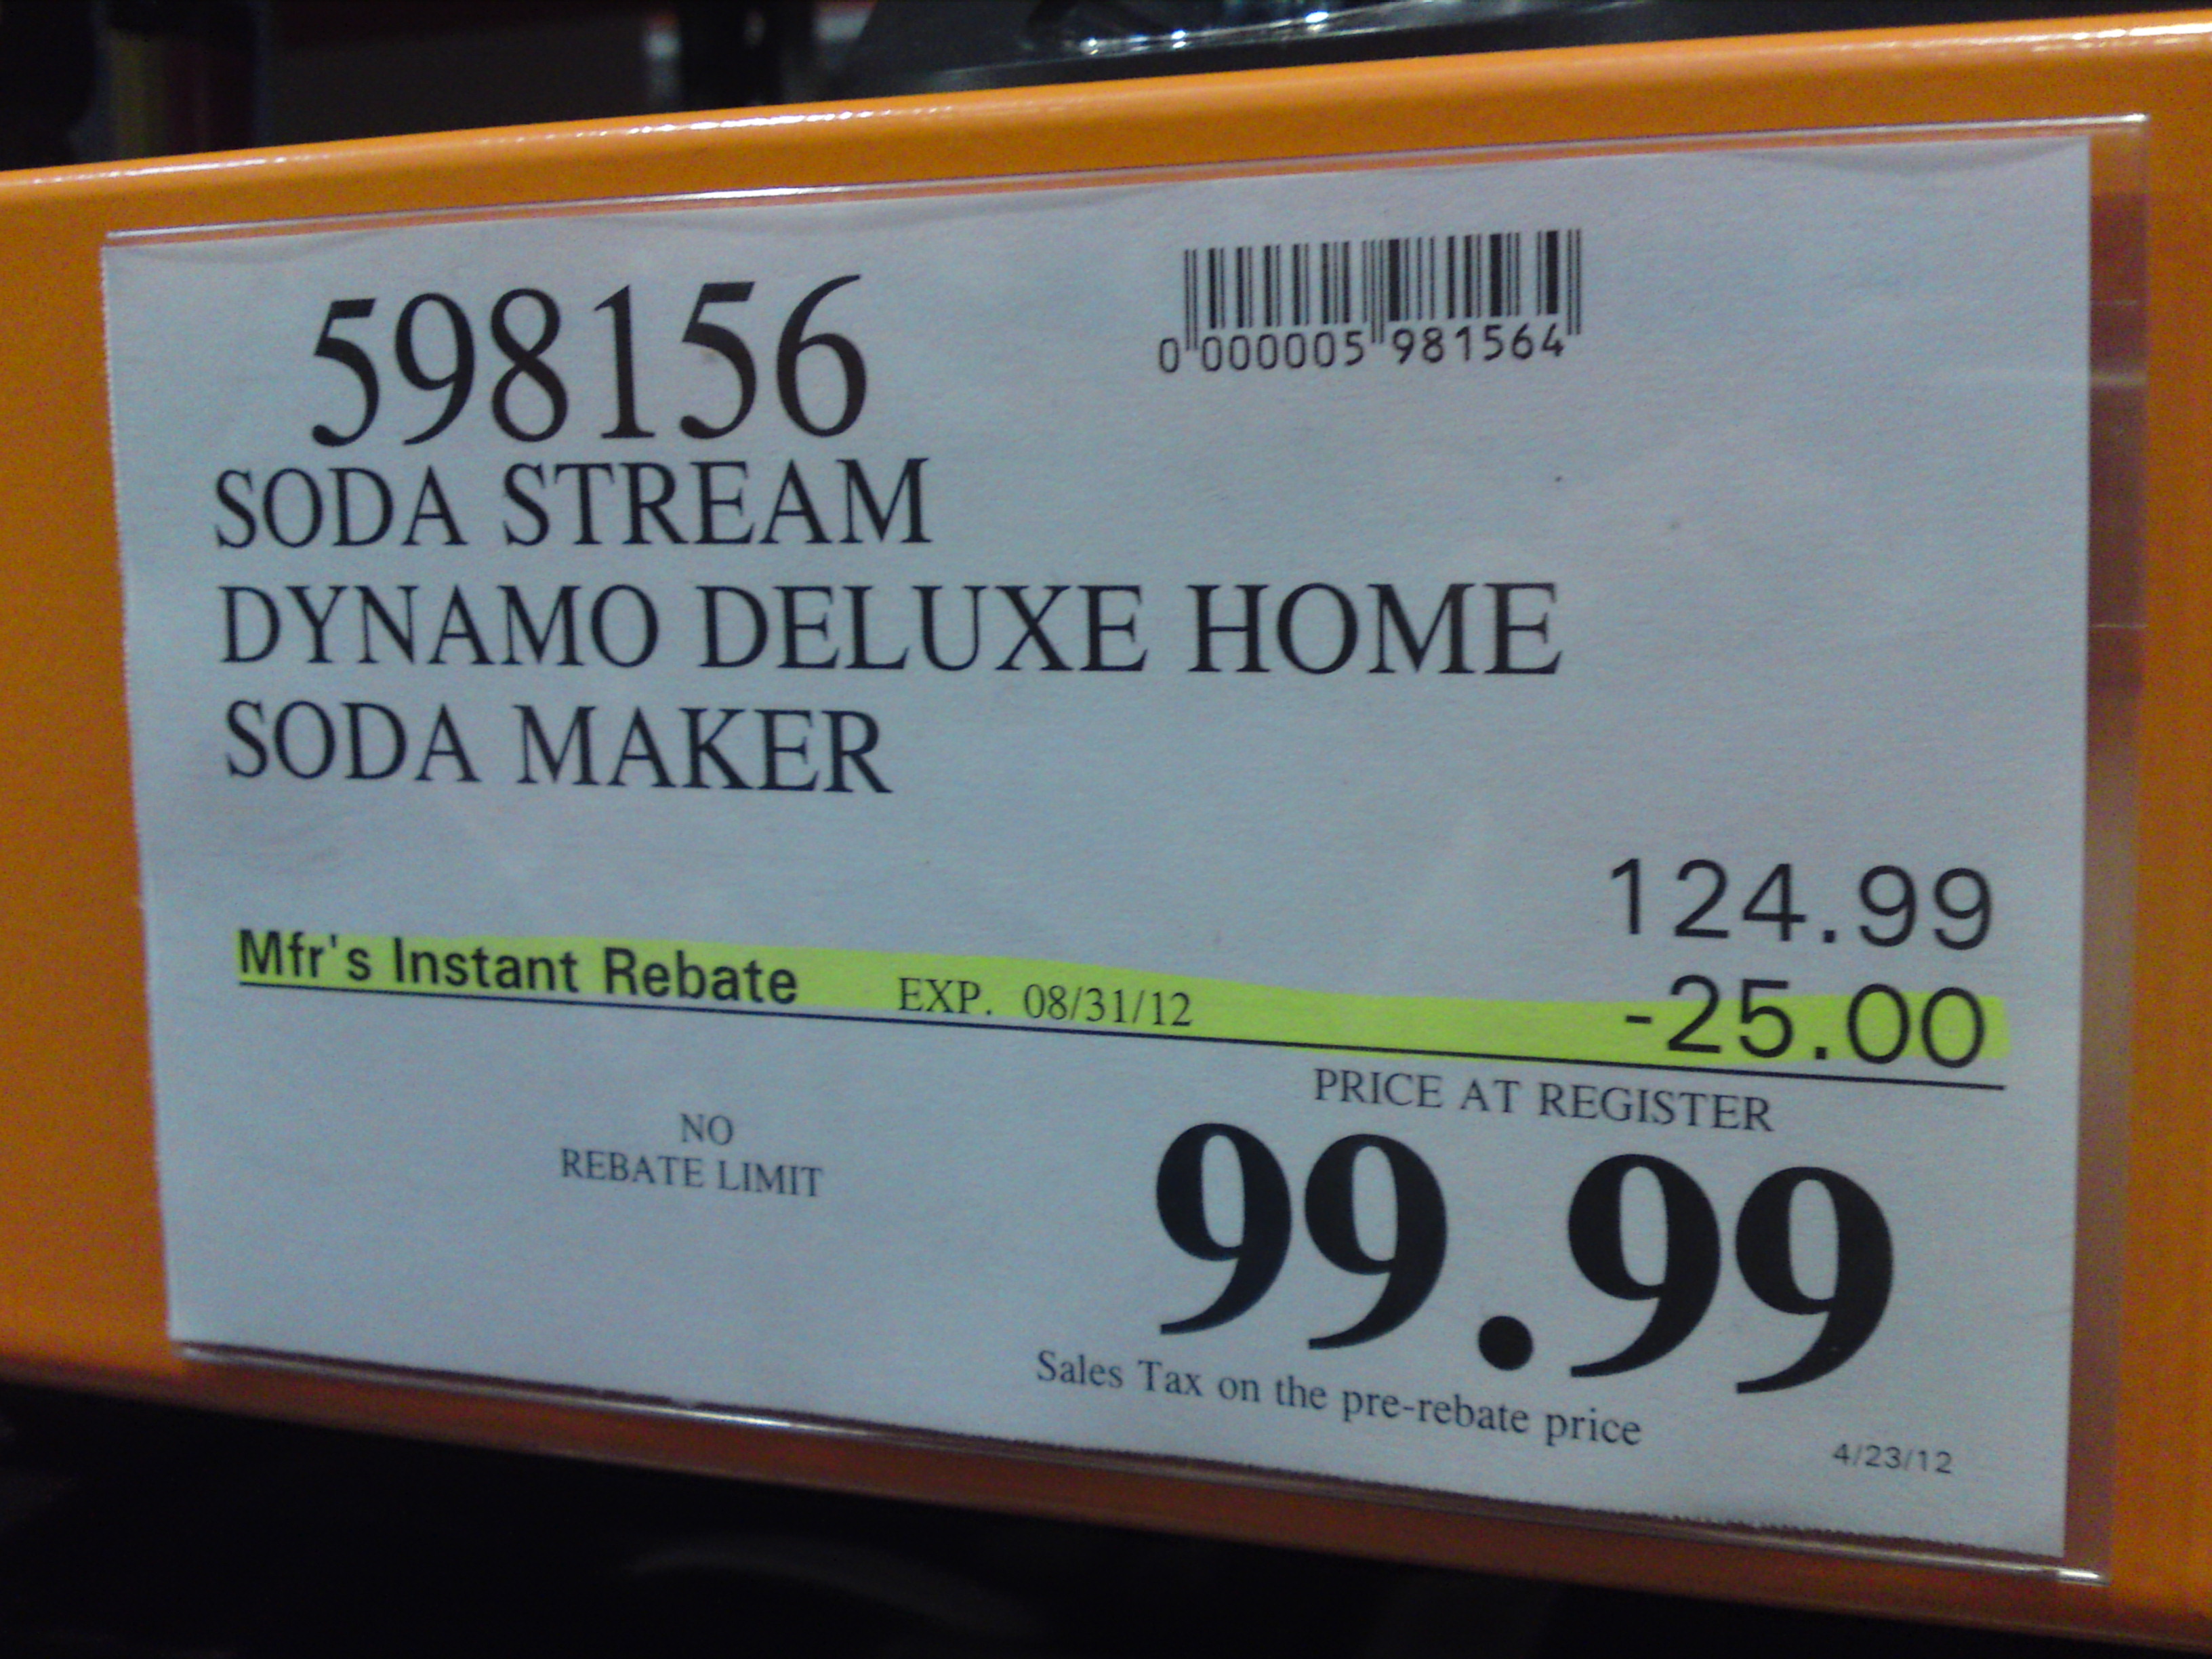 598156
0 000005 981564
SODA STREAM
DYNAMO DELUXE HOME
SODA MAKER
124.99
Mfr's Instant Rebate EXP. 08/31/12 -25.00
PRICE AT REGISTER
NO
REBATE LIMIT
99.99
Sales Tax on the pre-rebate price
4/23/12